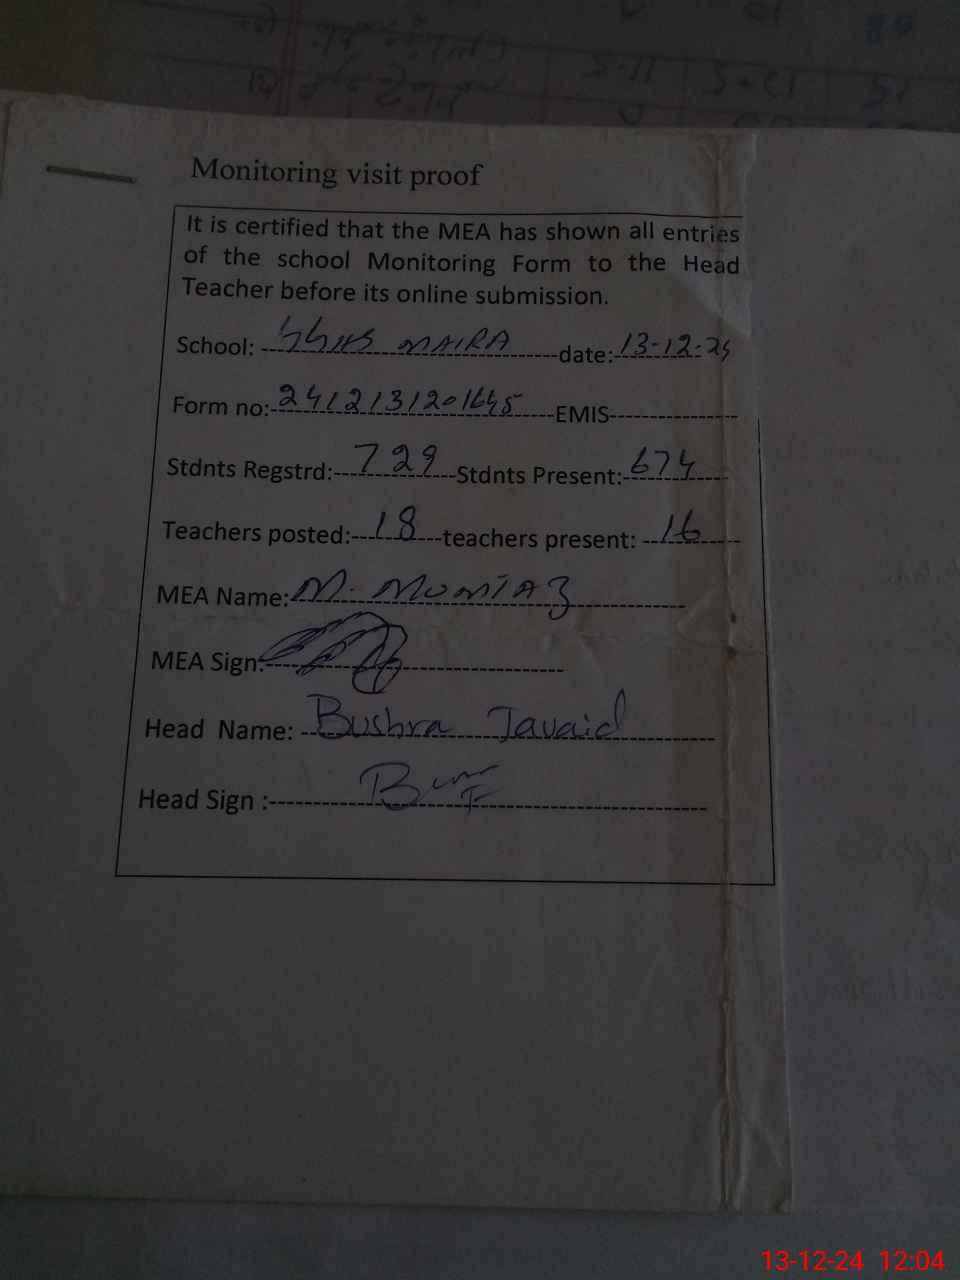 Monitoring visit proof
It is certified that the MEA has shown all entries
of the school Monitoring Form to the Head
Teacher before its online submission.
School: GGHS MAIRA date: 13-12-24
Form no: 2412131201645 EMIS
Stdnts Regstrd: 729 Stdnts Present: 674
Teachers posted: 18 teachers present: 16
MEA Name: M. MUMTAZ
MEA Sign:
Head Name: Bushra Javaid
Head Sign :
13-12-24 12:04